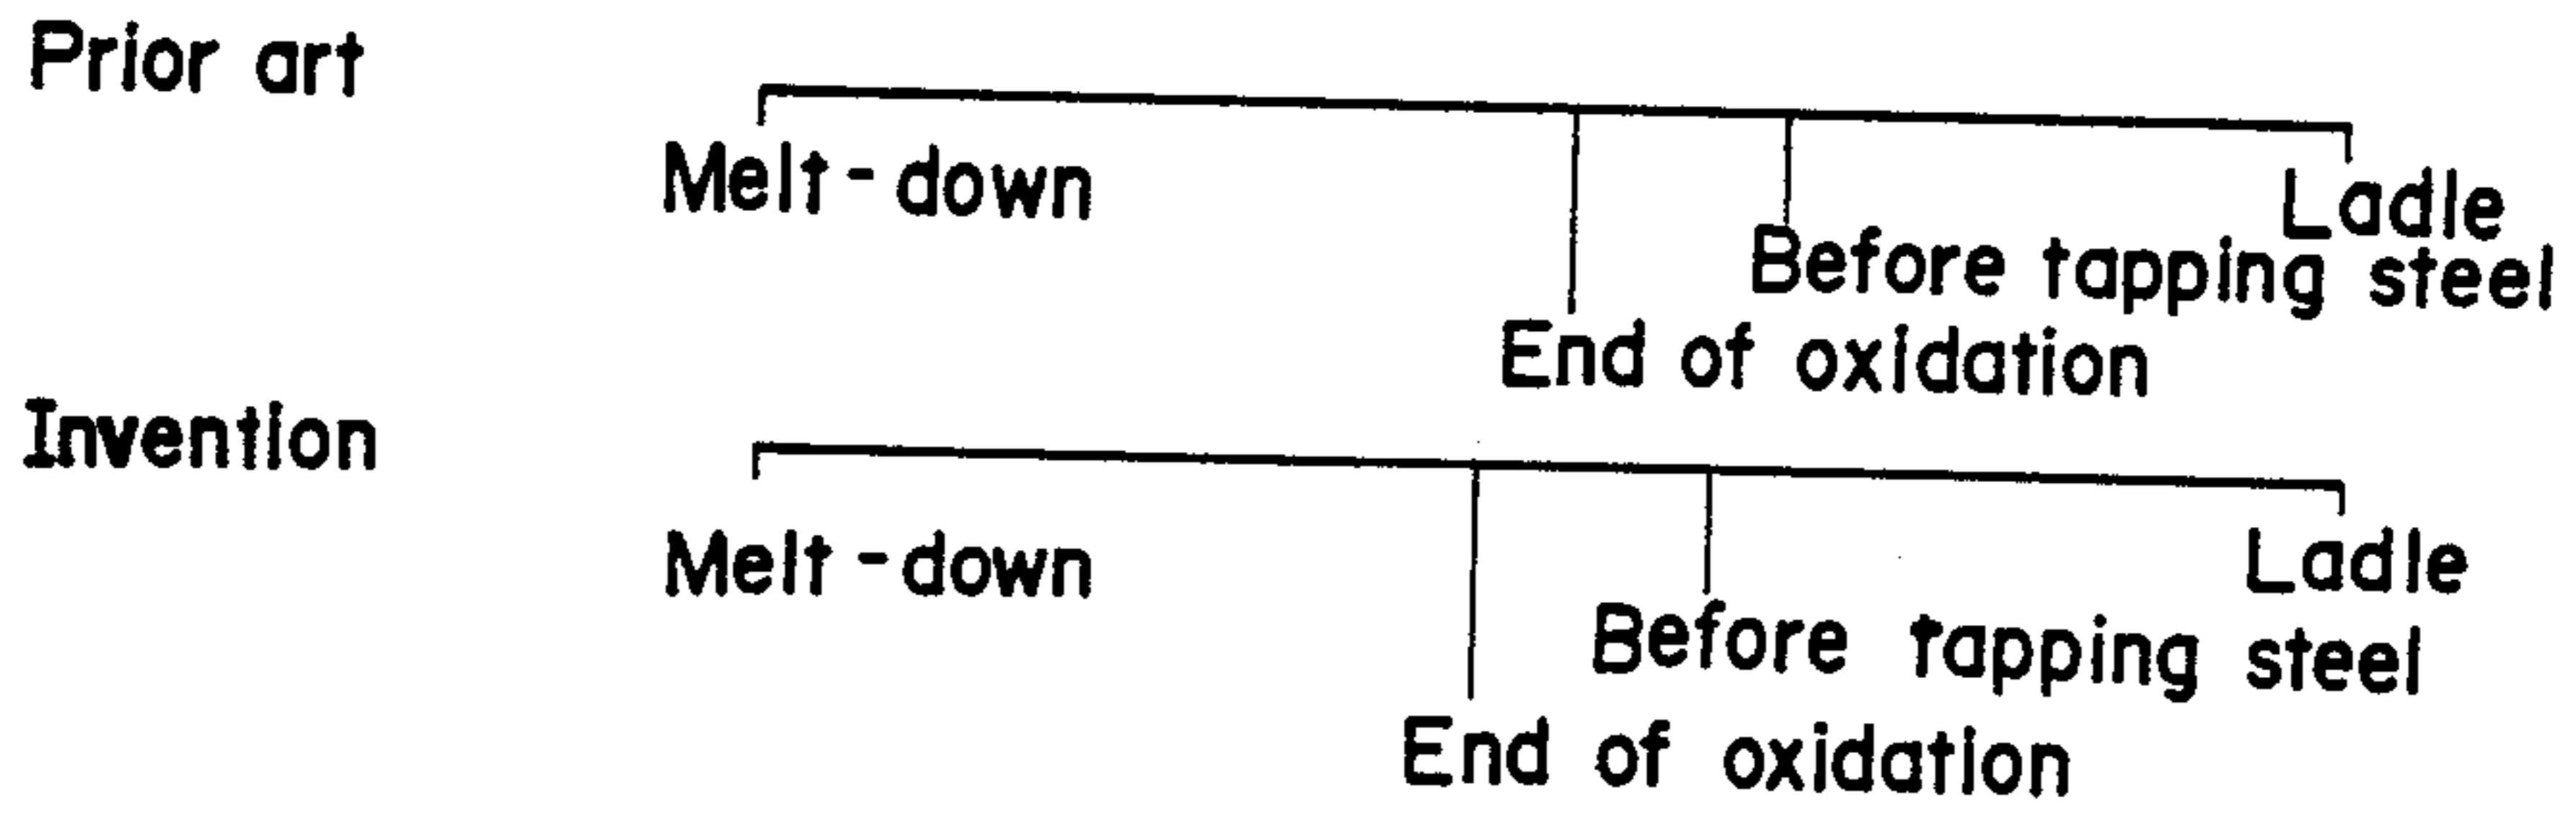 Prior art
Melt-down
Ladle
Before tapping steel
End of oxidation
Invention
Melt-down
Ladle
Before tapping steel
End of oxidation